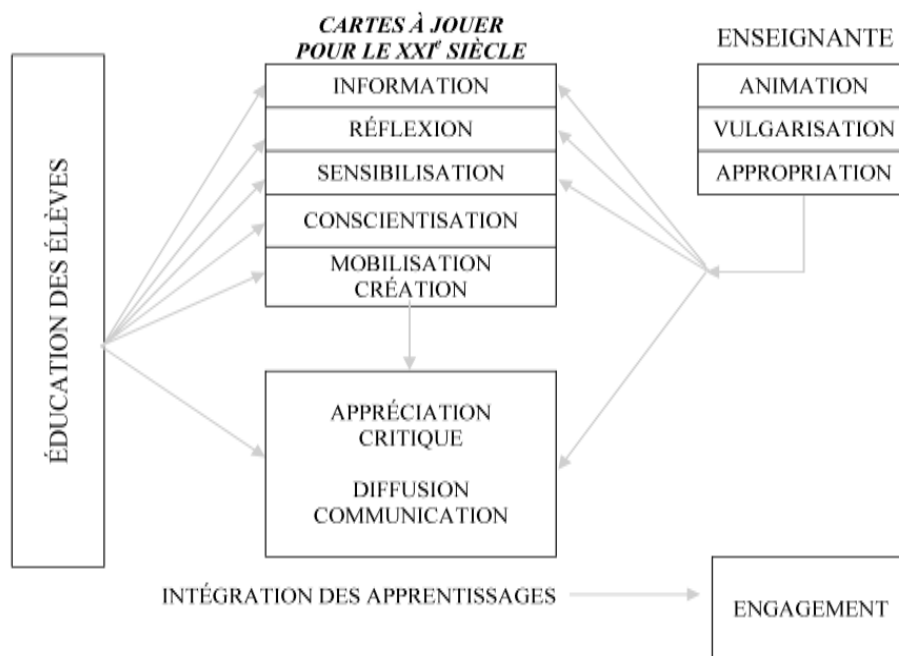 CARTES À JOUER
POUR LE XXIe SIÈCLE
ÉDUCATION DES ÉLÈVES
INFORMATION
RÉFLEXION
SENSIBILISATION
CONSCIENTISATION
MOBILISATION
CRÉATION
ENSEIGNANTE
ANIMATION
VULGARISATION
APPROPRIATION
APPRÉCIATION
CRITIQUE
DIFFUSION
COMMUNICATION
INTÉGRATION DES APPRENTISSAGES
ENGAGEMENT